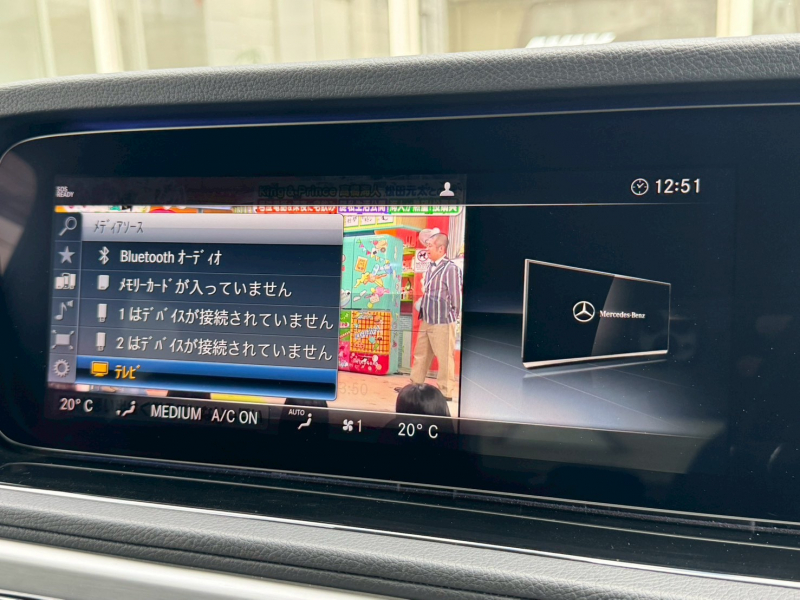 SOS
READY
12:51
メディアソース
Bluetooth オーディオ
メモリーカードが入っていません
1 はデバイスが接続されていません
2 はデバイスが接続されていません
テレビ
Mercedes-Benz
20°C
MEDIUM
A/C ON
AUTO
1
20°C